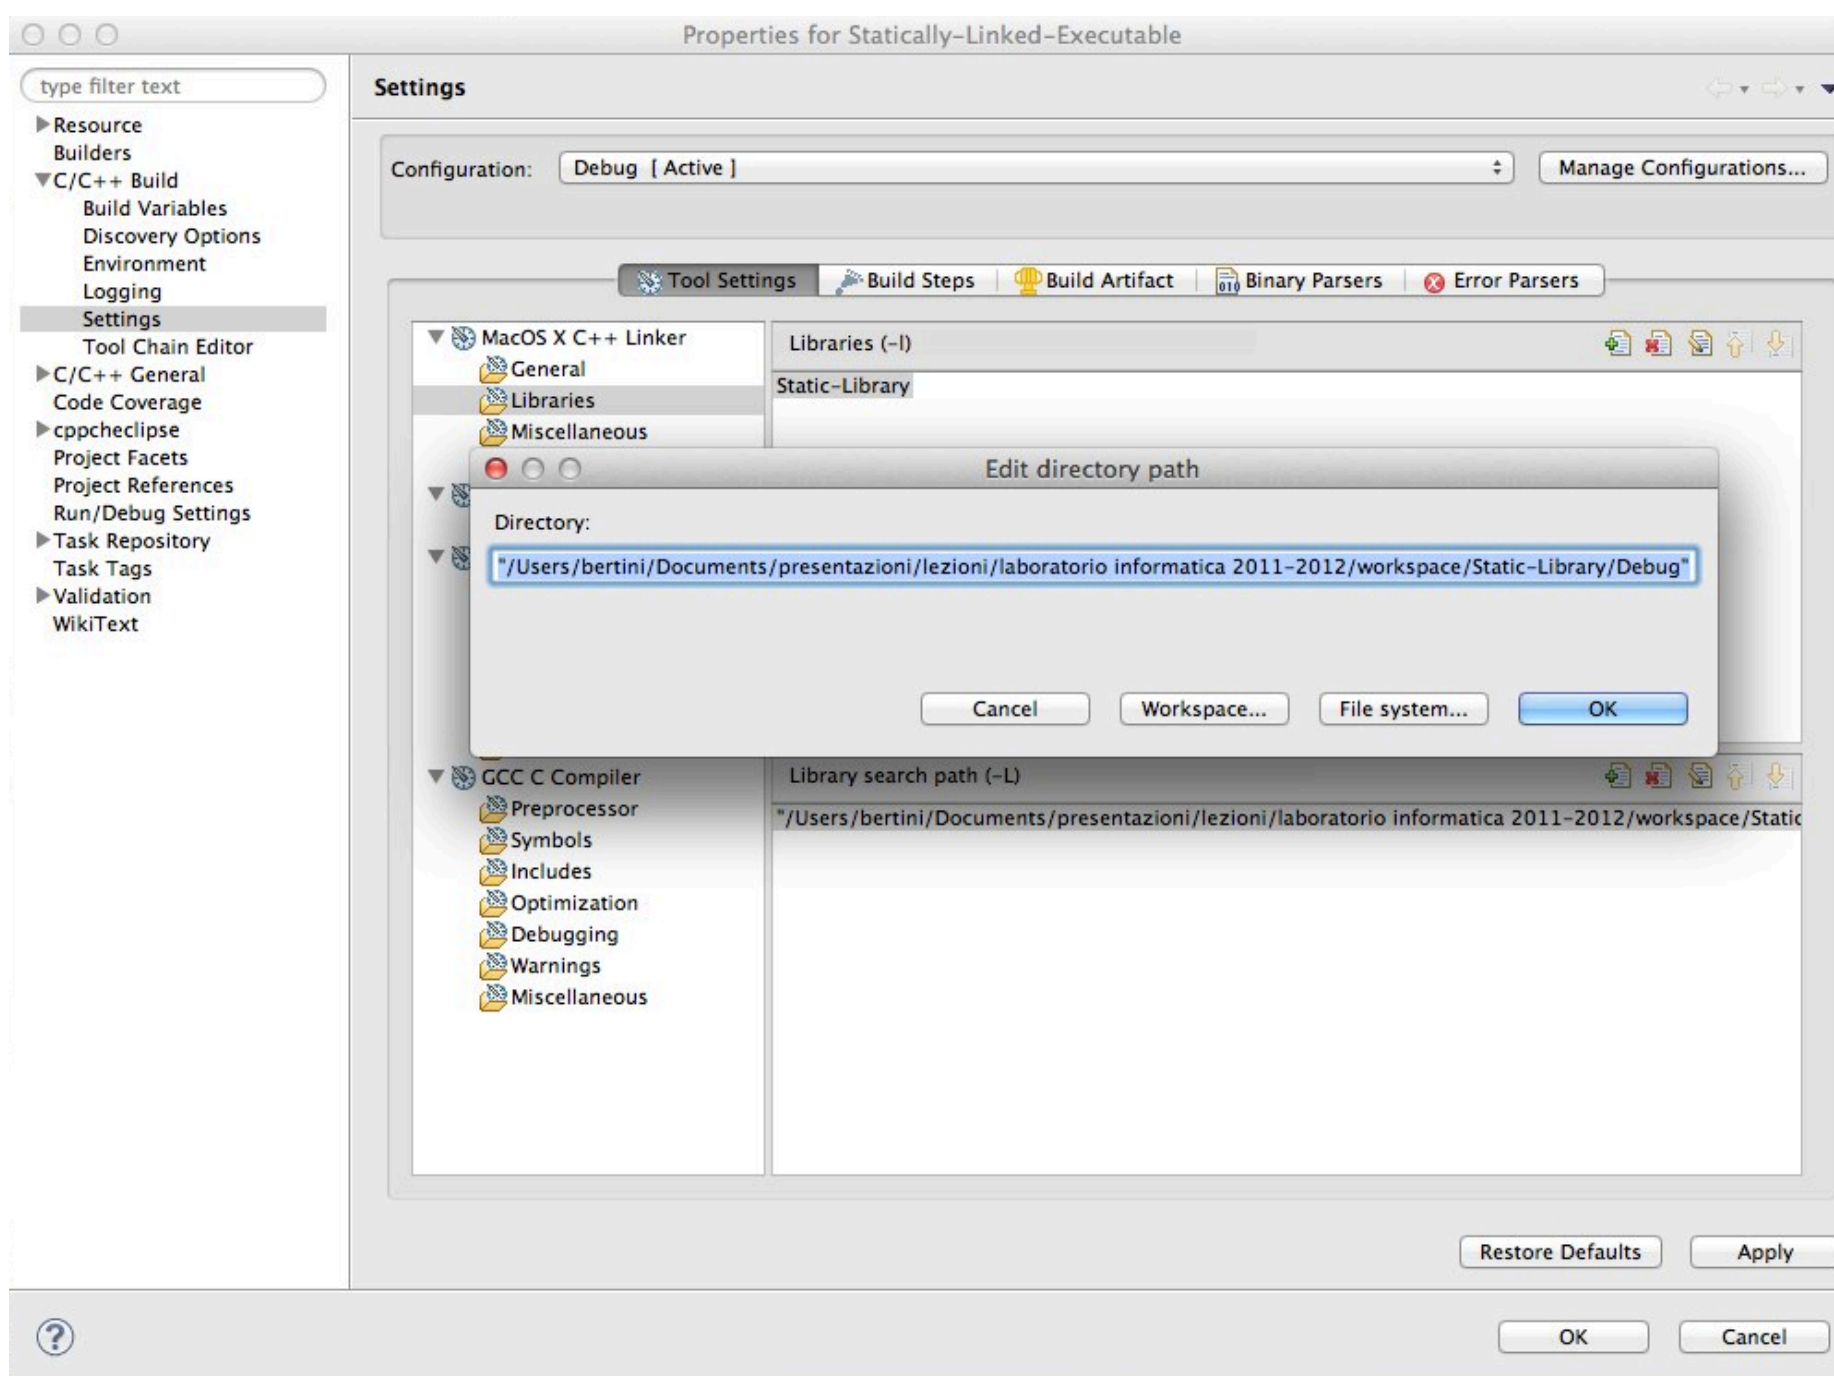 Properties for Statically-Linked-Executable
type filter text
Resource
Builders
C/C++ Build
Build Variables
Discovery Options
Environment
Logging
Settings
Tool Chain Editor
C/C++ General
Code Coverage
cppcheclipse
Project Facets
Project References
Run/Debug Settings
Task Repository
Task Tags
Validation
WikiText
Settings
Configuration: Debug [ Active ] Manage Configurations...
Tool Settings Build Steps Build Artifact Binary Parsers Error Parsers
MacOS X C++ Linker
General
Libraries
Miscellaneous
Libraries (-l)
Static-Library
Edit directory path
Directory:
"/Users/bertini/Documents/presentazioni/lezioni/laboratorio informatica 2011-2012/workspace/Static-Library/Debug"
Cancel Workspace... File system... OK
GCC C Compiler
Preprocessor
Symbols
Includes
Optimization
Debugging
Warnings
Miscellaneous
Library search path (-L)
"/Users/bertini/Documents/presentazioni/lezioni/laboratorio informatica 2011-2012/workspace/Static
Restore Defaults Apply
? OK Cancel